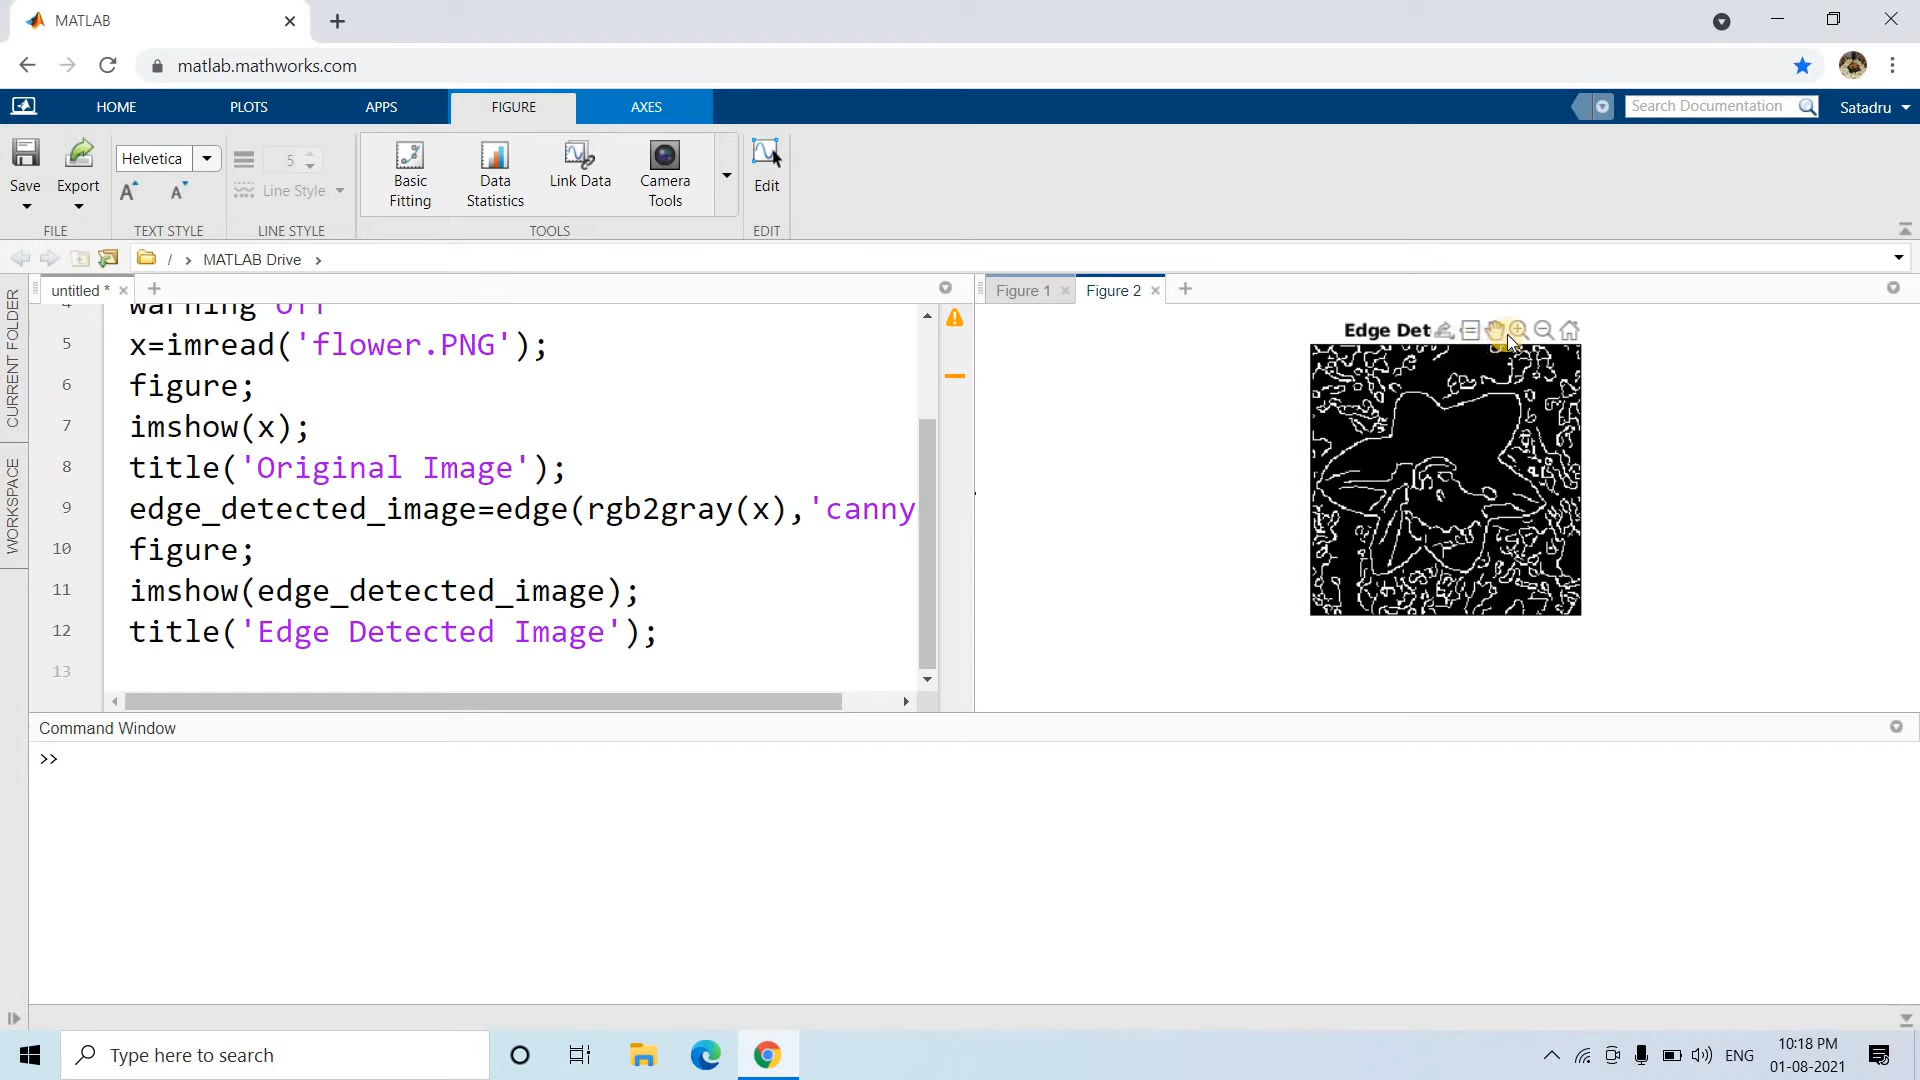 MATLAB
matlab.mathworks.com
HOME PLOTS APPS FIGURE AXES Search Documentation Satadru
Save Export Helvetica 5 Line Style Basic Fitting Data Statistics Link Data Camera Tools Edit
FILE TEXT STYLE LINE STYLE TOOLS EDIT
/ > MATLAB Drive >
CURRENT FOLDER
WORKSPACE
untitled *
Figure 1 Figure 2
5 x=imread('flower.PNG');
6 figure;
7 imshow(x);
8 title('Original Image');
9 edge_detected_image=edge(rgb2gray(x),'canny
10 figure;
11 imshow(edge_detected_image);
12 title('Edge Detected Image');
13
Edge Det
Command Window
>>
Type here to search
ENG
10:18 PM
01-08-2021